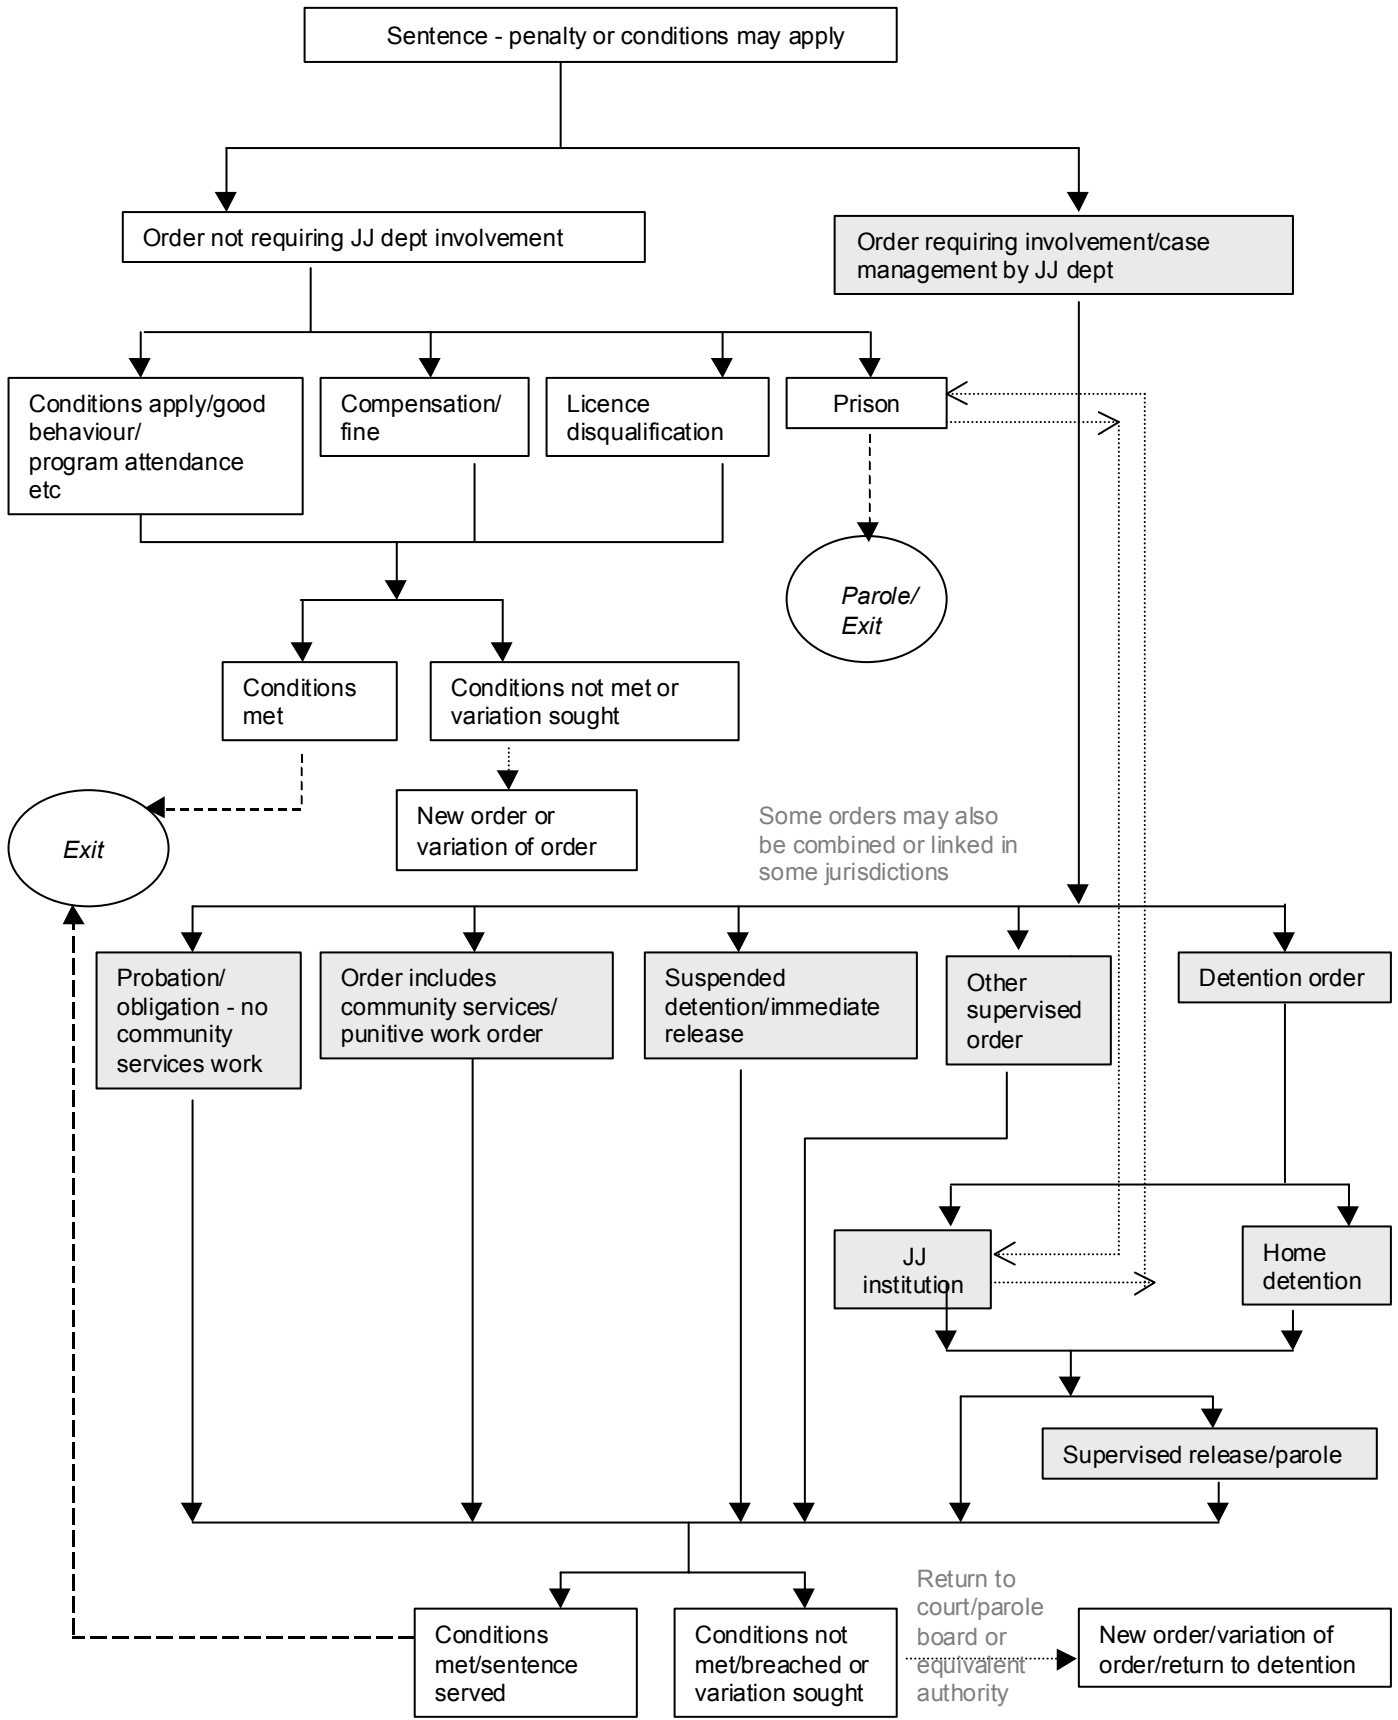 Sentence - penalty or conditions may apply
Order not requiring JJ dept involvement
Order requiring involvement/case
management by JJ dept
Conditions apply/good
behaviour/
program attendance
etc
Compensation/
fine
Licence
disqualification
Prison
Parole/
Exit
Conditions
met
Conditions not met or
variation sought
Exit
New order or
variation of order
Some orders may also
be combined or linked in
some jurisdictions
Probation/
obligation - no
community
services work
Order includes
community services/
punitive work order
Suspended
detention/immediate
release
Other
supervised
order
Detention order
JJ
institution
Home
detention
Supervised release/parole
Conditions
met/sentence
served
Conditions not
met/breached or
variation sought
Return to
court/parole
board or
equivalent
authority
New order/variation of
order/return to detention